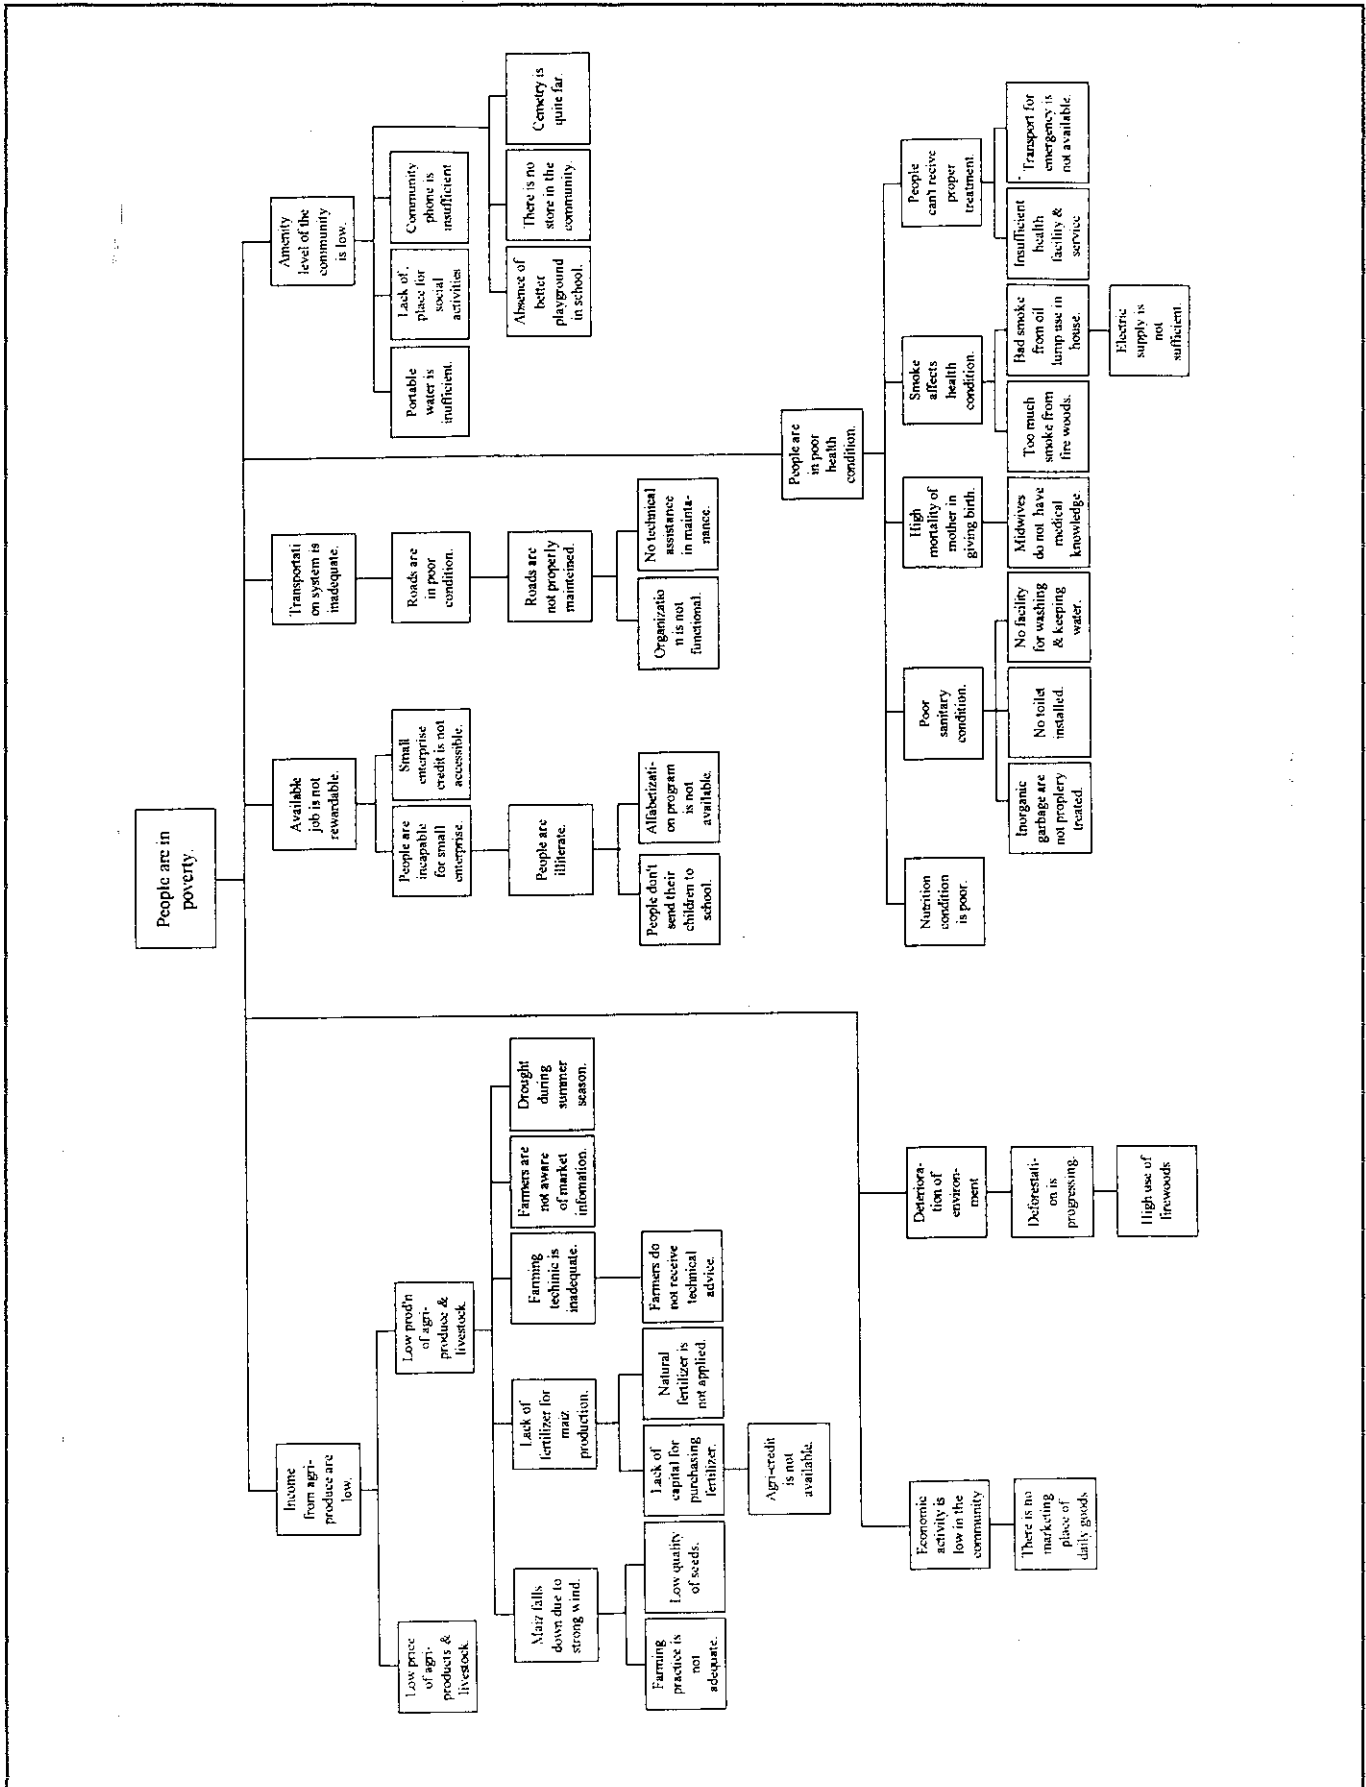 People are in
poverty.
Income
from agri-
produce are
low.
Available
job is not
rewardable.
Transportati
on system is
inadequate.
Amenity
level of the
community
is low.
Low price
of agri-
products &
livestock.
Low prod'n
of agri-
produce &
livestock.
People are
incapable
for small
enterprise.
Small
enterprise
credit is not
accessible.
Roads are
in poor
condition.
Portable
water is
inufficient.
Lack of
place for
social
activities
Community
phone is
insufficient
Maiz falls
down due to
strong wind.
Lack of
fertilizer for
maiz
production.
Farming
techinic is
inadequate.
Farmers are
not aware
of market
infomation.
Drought
during
summer
season.
People are
illiterate.
Roads are
not properly
mainteined.
Absence of
better
playground
in school.
There is no
store in the
community.
Cemetry is
quite far.
Farming
practice is
not
adequate.
Low quality
of seeds.
Lack of
capital for
purchasing
fertilizer.
Natural
fertilizer is
not applied.
Farmers do
not receive
technical
advice.
People don't
send their
children to
school.
Alfabetizati-
on program
is not
available.
Organizatio
n is not
functional.
No technical
assistance
in mainta-
nance.
Agri-credit
is not
available.
People are
in poor
health
condition.
Economic
activity is
low in the
community
Deteriora-
tion of
environ-
ment
Nutrition
condition
is poor.
Poor
sanitary
condition.
High
mortality of
mother in
giving birth.
Smoke
affects
health
condition.
People
can't recive
proper
treatment.
There is no
marketing
place of
daily goods
Deforestati-
on is
progressing.
Inorganic
garbage are
not proplery
treated.
No toilet
installed.
No facility
for washing
& keeping
water.
Midwives
do not have
medical
knowledge.
Too much
smoke from
fire woods.
Bad smoke
from oil
lump use in
house.
Insufficient
health
facility &
service
Transport for
emergency is
not available.
High use of
firewoods
Electric
supply is
not
sufficient.